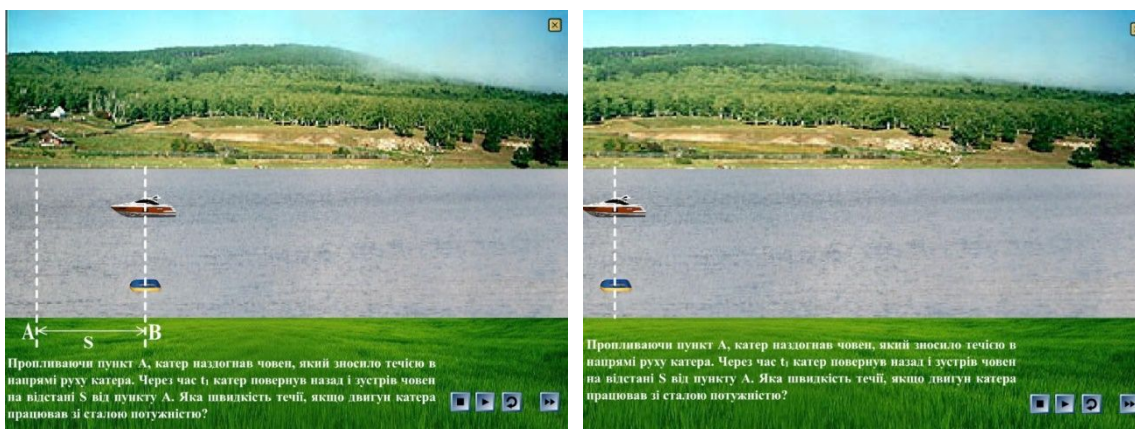 A
B
S
Пропливаючи пункт А, катер наздогнав човен, який зносило течією в
напрямі руху катера. Через час t₁ катер повернув назад і зустрів човен
на відстані S від пункту А. Яка швидкість течії, якщо двигун катера
працював зі сталою потужністю?
Пропливаючи пункт А, катер наздогнав човен, який зносило течією в
напрямі руху катера. Через час t₁ катер повернув назад і зустрів човен
на відстані S від пункту А. Яка швидкість течії, якщо двигун катера
працював зі сталою потужністю?